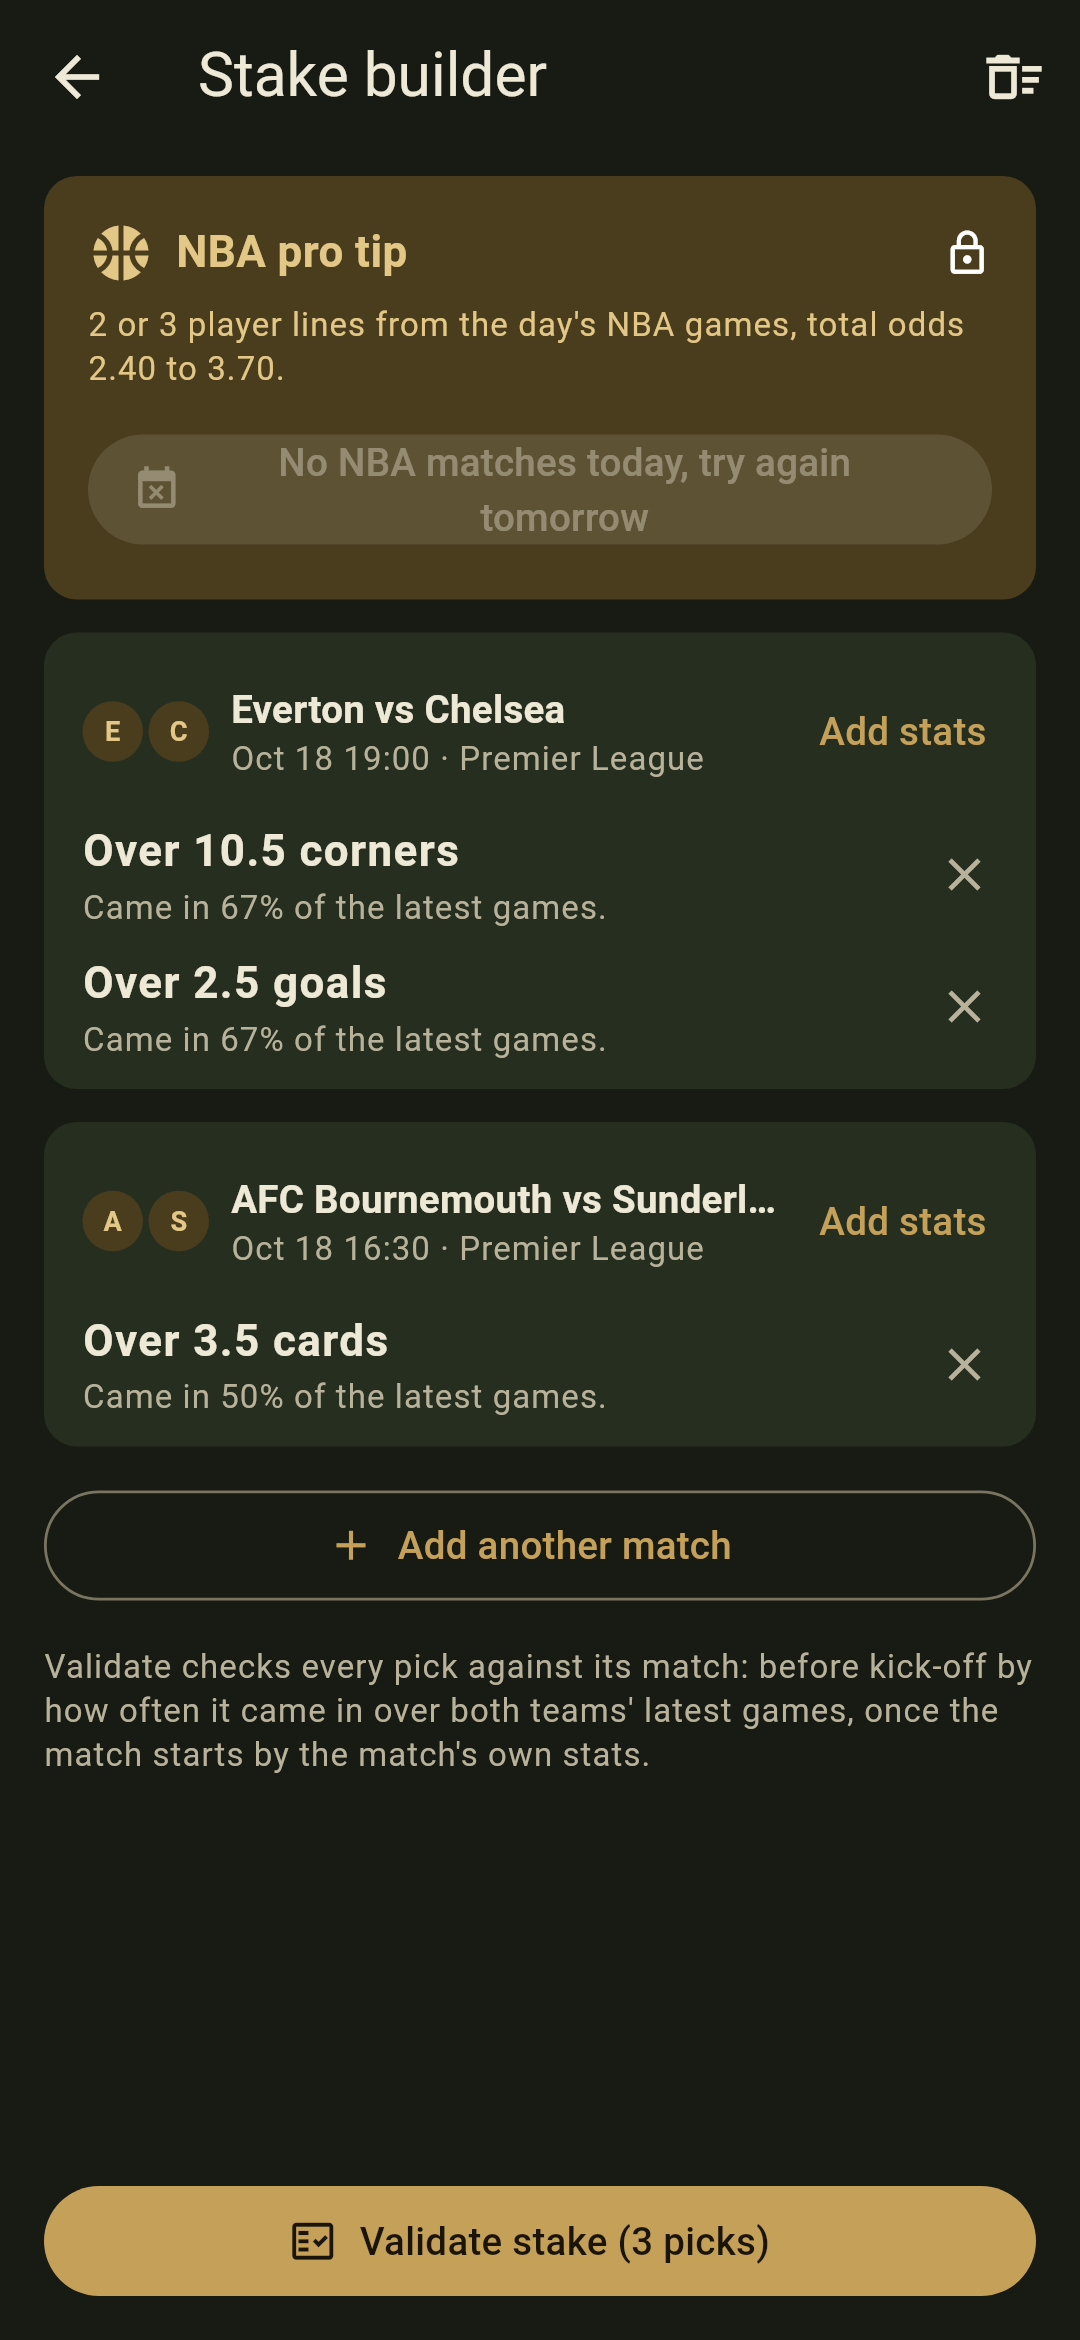 Stake builder
NBA pro tip
2 or 3 player lines from the day's NBA games, total odds
2.40 to 3.70.
No NBA matches today, try again
tomorrow
E C
Everton vs Chelsea
Oct 18 19:00 · Premier League
Add stats
Over 10.5 corners
Came in 67% of the latest games.
Over 2.5 goals
Came in 67% of the latest games.
A S
AFC Bournemouth vs Sunderl...
Oct 18 16:30 · Premier League
Add stats
Over 3.5 cards
Came in 50% of the latest games.
Add another match
Validate checks every pick against its match: before kick-off by
how often it came in over both teams' latest games, once the
match starts by the match's own stats.
Validate stake (3 picks)